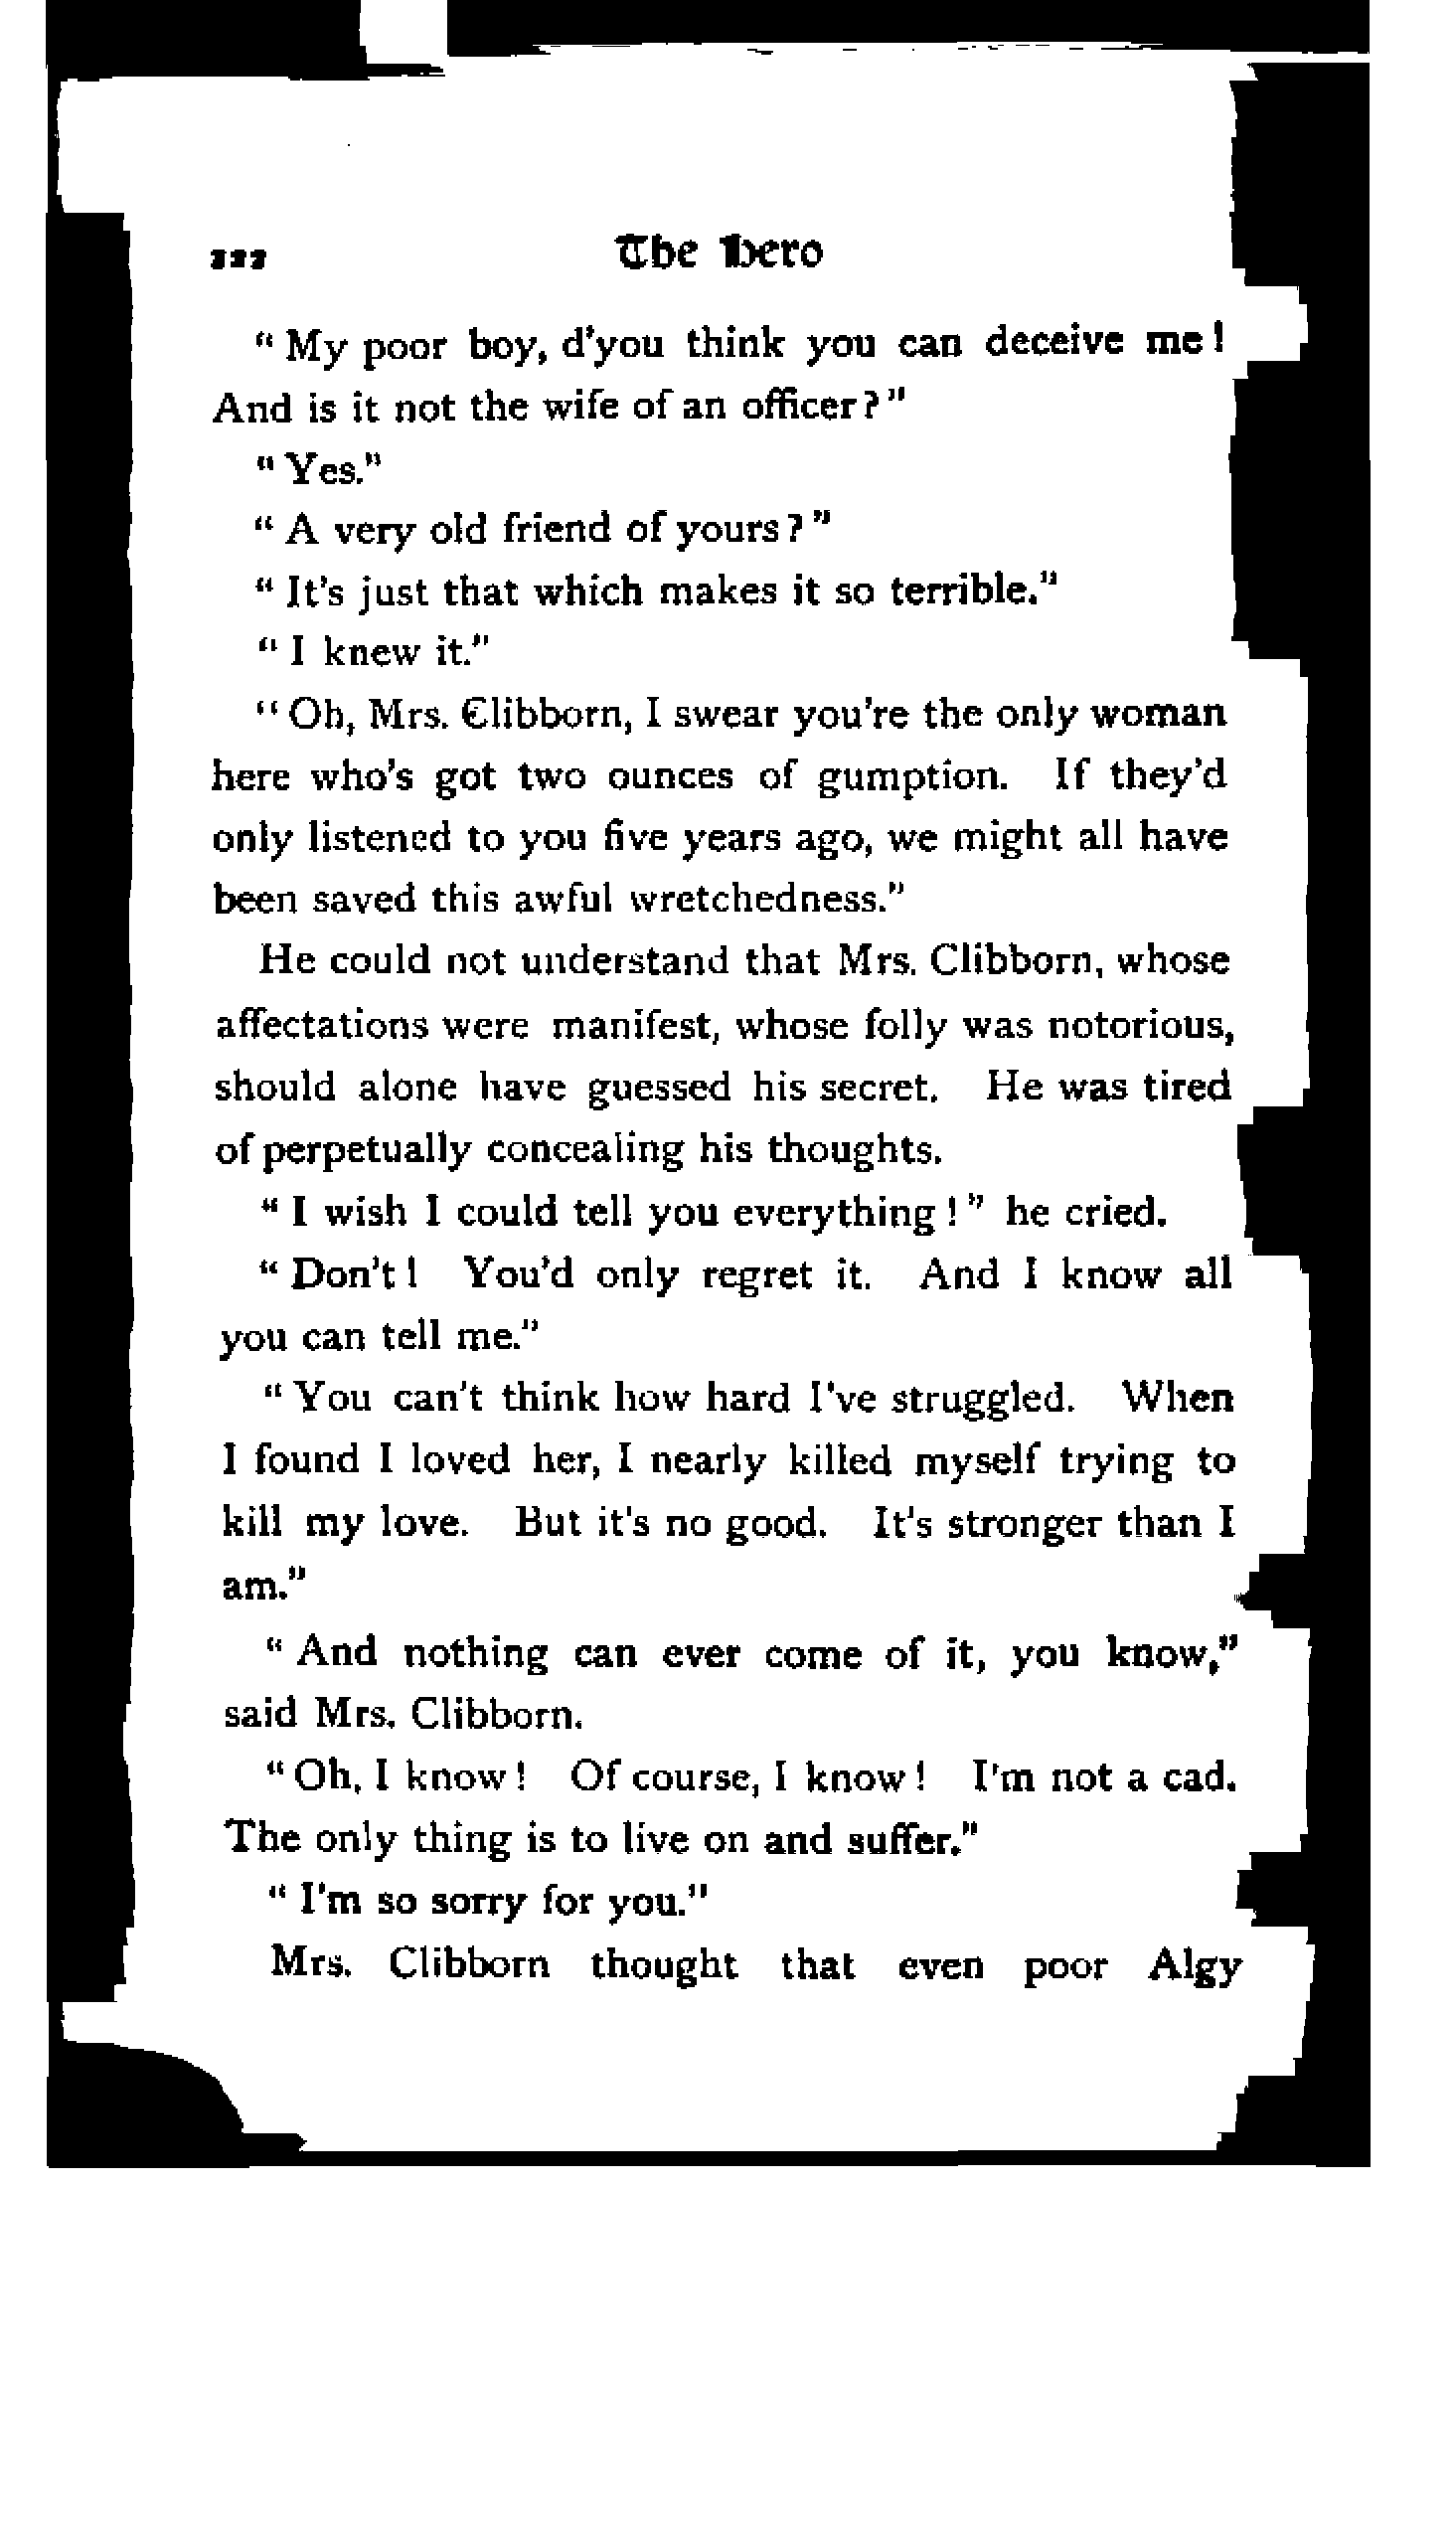 222 The Hero
“ My poor boy, d’you think you can deceive me !
And is it not the wife of an officer ? ”
“ Yes.”
“ A very old friend of yours ? ”
“ It’s just that which makes it so terrible.”
“ I knew it.”
“ Oh, Mrs. Clibborn, I swear you’re the only woman
here who’s got two ounces of gumption. If they’d
only listened to you five years ago, we might all have
been saved this awful wretchedness.”
He could not understand that Mrs. Clibborn, whose
affectations were manifest, whose folly was notorious,
should alone have guessed his secret. He was tired
of perpetually concealing his thoughts.
“ I wish I could tell you everything ! ” he cried.
“ Don’t ! You’d only regret it. And I know all
you can tell me.”
“ You can’t think how hard I’ve struggled. When
I found I loved her, I nearly killed myself trying to
kill my love. But it’s no good. It’s stronger than I
am.”
“ And nothing can ever come of it, you know,”
said Mrs. Clibborn.
“ Oh, I know ! Of course, I know ! I’m not a cad.
The only thing is to live on and suffer.”
“ I’m so sorry for you.”
Mrs. Clibborn thought that even poor Algy